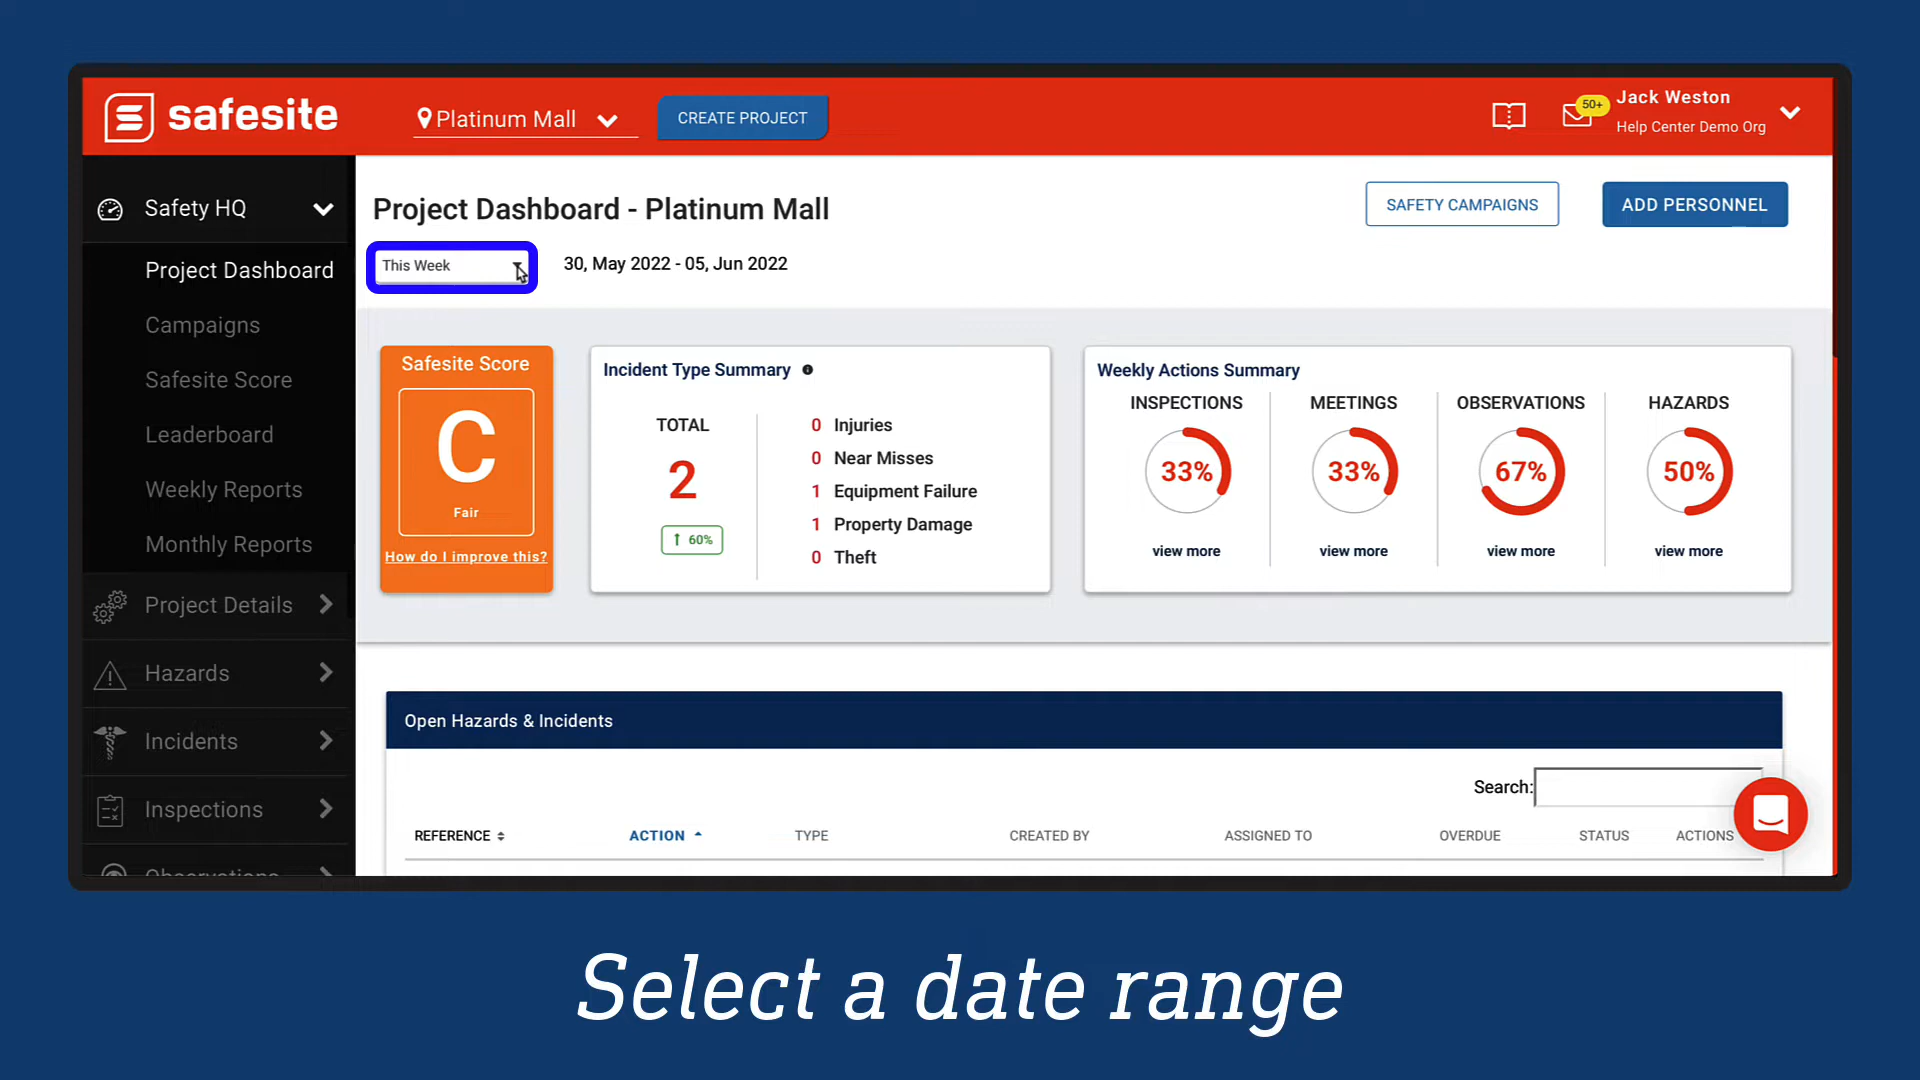 safesite
Platinum Mall
CREATE PROJECT
50+
Jack Weston
Help Center Demo Org
Safety HQ
Project Dashboard
Campaigns
Safesite Score
Leaderboard
Weekly Reports
Monthly Reports
Project Details
Hazards
Incidents
Inspections
Observations
Project Dashboard - Platinum Mall
SAFETY CAMPAIGNS
ADD PERSONNEL
This Week
30, May 2022 - 05, Jun 2022
Safesite Score
C
Fair
How do I improve this?
Incident Type Summary
TOTAL
2
60%
0 Injuries
0 Near Misses
1 Equipment Failure
1 Property Damage
0 Theft
Weekly Actions Summary
INSPECTIONS
33%
view more
MEETINGS
33%
view more
OBSERVATIONS
67%
view more
HAZARDS
50%
view more
Open Hazards & Incidents
Search:
REFERENCE ACTION TYPE CREATED BY ASSIGNED TO OVERDUE STATUS ACTIONS
Select a date range